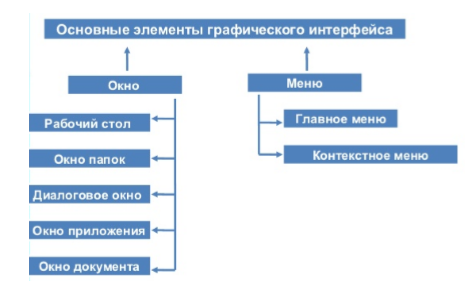 Основные элементы графического интерфейса
Окно
Меню
Рабочий стол
Окно папок
Диалоговое окно
Окно приложения
Окно документа
Главное меню
Контекстное меню